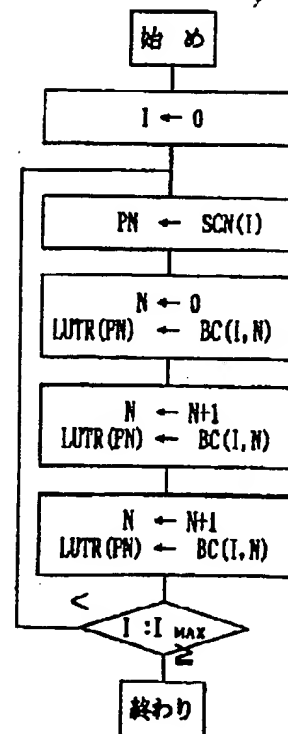 始め
I ← 0
PN ← SCN(I)
N ← 0
LUTR(PN) ← BC(I,N)
N ← N+1
LUTR(PN) ← BC(I,N)
N ← N+1
LUTR(PN) ← BC(I,N)
<
I :I MAX
≥
終わり